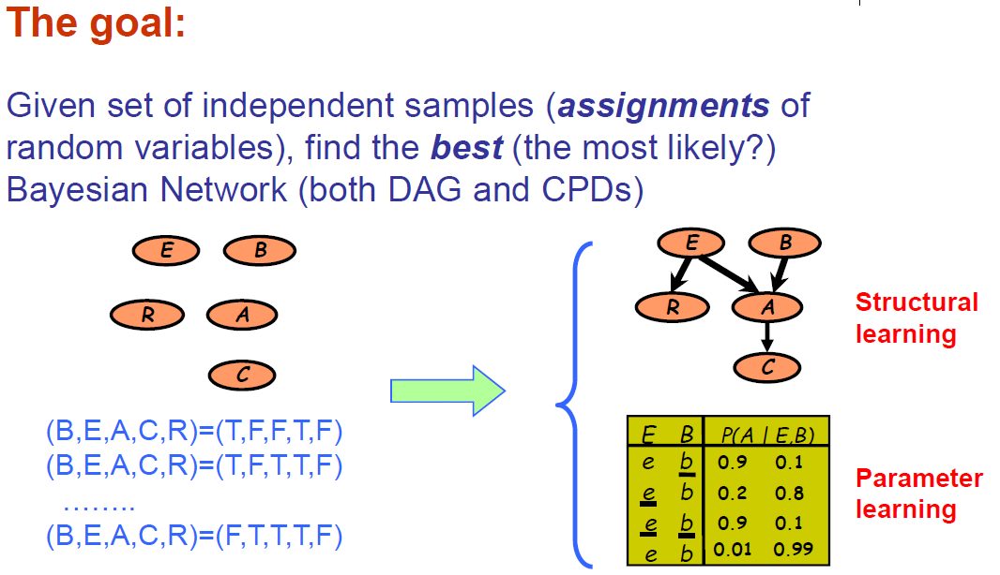 The goal:
Given set of independent samples (assignments of
random variables), find the best (the most likely?)
Bayesian Network (both DAG and CPDs)
E B
R A
C
(B,E,A,C,R)=(T,F,F,T,F)
(B,E,A,C,R)=(T,F,T,T,F)
........
(B,E,A,C,R)=(F,T,T,T,F)
E B
R A
C
Structural
learning
E B P(A | E,B)
e b 0.9 0.1
e b 0.2 0.8
e b 0.9 0.1
e b 0.01 0.99
Parameter
learning